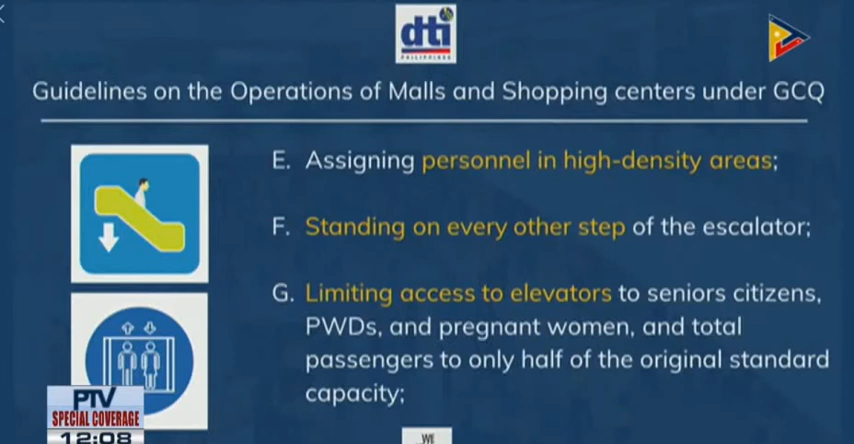 dti
PHILIPPINES
Guidelines on the Operations of Malls and Shopping centers under GCQ
E. Assigning personnel in high-density areas;
F. Standing on every other step of the escalator;
G. Limiting access to elevators to seniors citizens,
PWDs, and pregnant women, and total
passengers to only half of the original standard
capacity;
PTV
SPECIAL COVERAGE
12:08
WE